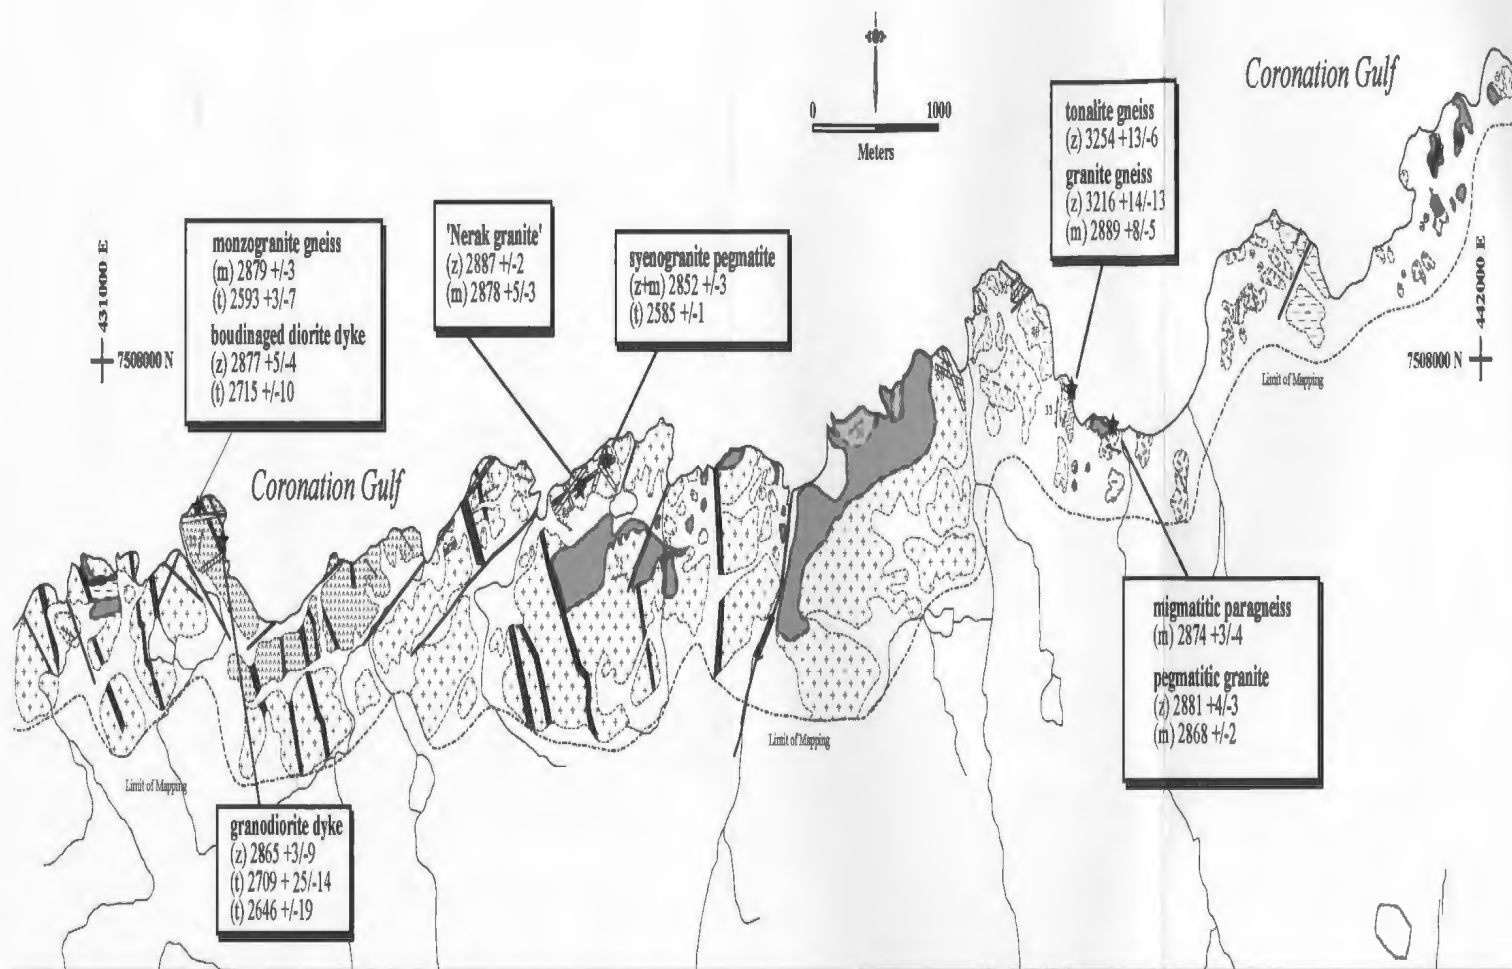 Coronation Gulf
0 1000
Meters
tonalite gneiss
(z) 3254 +13/-6
granite gneiss
(z) 3216 +14/-13
(m) 2889 +8/-5
'Nerak granite'
(z) 2887 +/-2
(m) 2878 +5/-3
syenogranite pegmatite
(z+m) 2852 +/-3
(t) 2585 +/-1
monzogranite gneiss
(m) 2879 +/-3
(t) 2593 +3/-7
boudinaged diorite dyke
(z) 2877 +5/-4
(t) 2715 +/-10
431000 E
7508000 N
442000 E
7508000 N
Limit of Mapping
Coronation Gulf
migmatitic paragneiss
(m) 2874 +3/-4
pegmatitic granite
(z) 2881 +4/-3
(m) 2868 +/-2
Limit of Mapping
Limit of Mapping
granodiorite dyke
(z) 2865 +3/-9
(t) 2709 + 25/-14
(t) 2646 +/-19